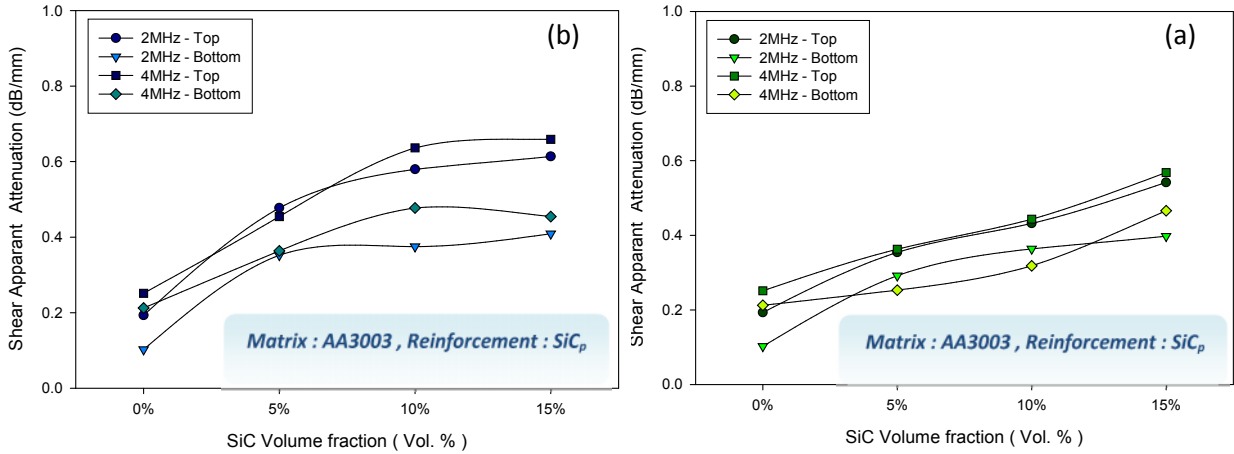 1.0
0.8
0.6
0.4
0.2
0.0
Shear Apparant Attenuation (dB/mm)
2MHz - Top
2MHz - Bottom
4MHz - Top
4MHz - Bottom
(b)
Matrix : AA3003 , Reinforcement : SiCp
0% 5% 10% 15%
SiC Volume fraction ( Vol. % )
1.0
0.8
0.6
0.4
0.2
0.0
Shear Apparant Attenuation (dB/mm)
2MHz - Top
2MHz - Bottom
4MHz - Top
4MHz - Bottom
(a)
Matrix : AA3003 , Reinforcement : SiCp
0% 5% 10% 15%
SiC Volume fraction ( Vol. % )